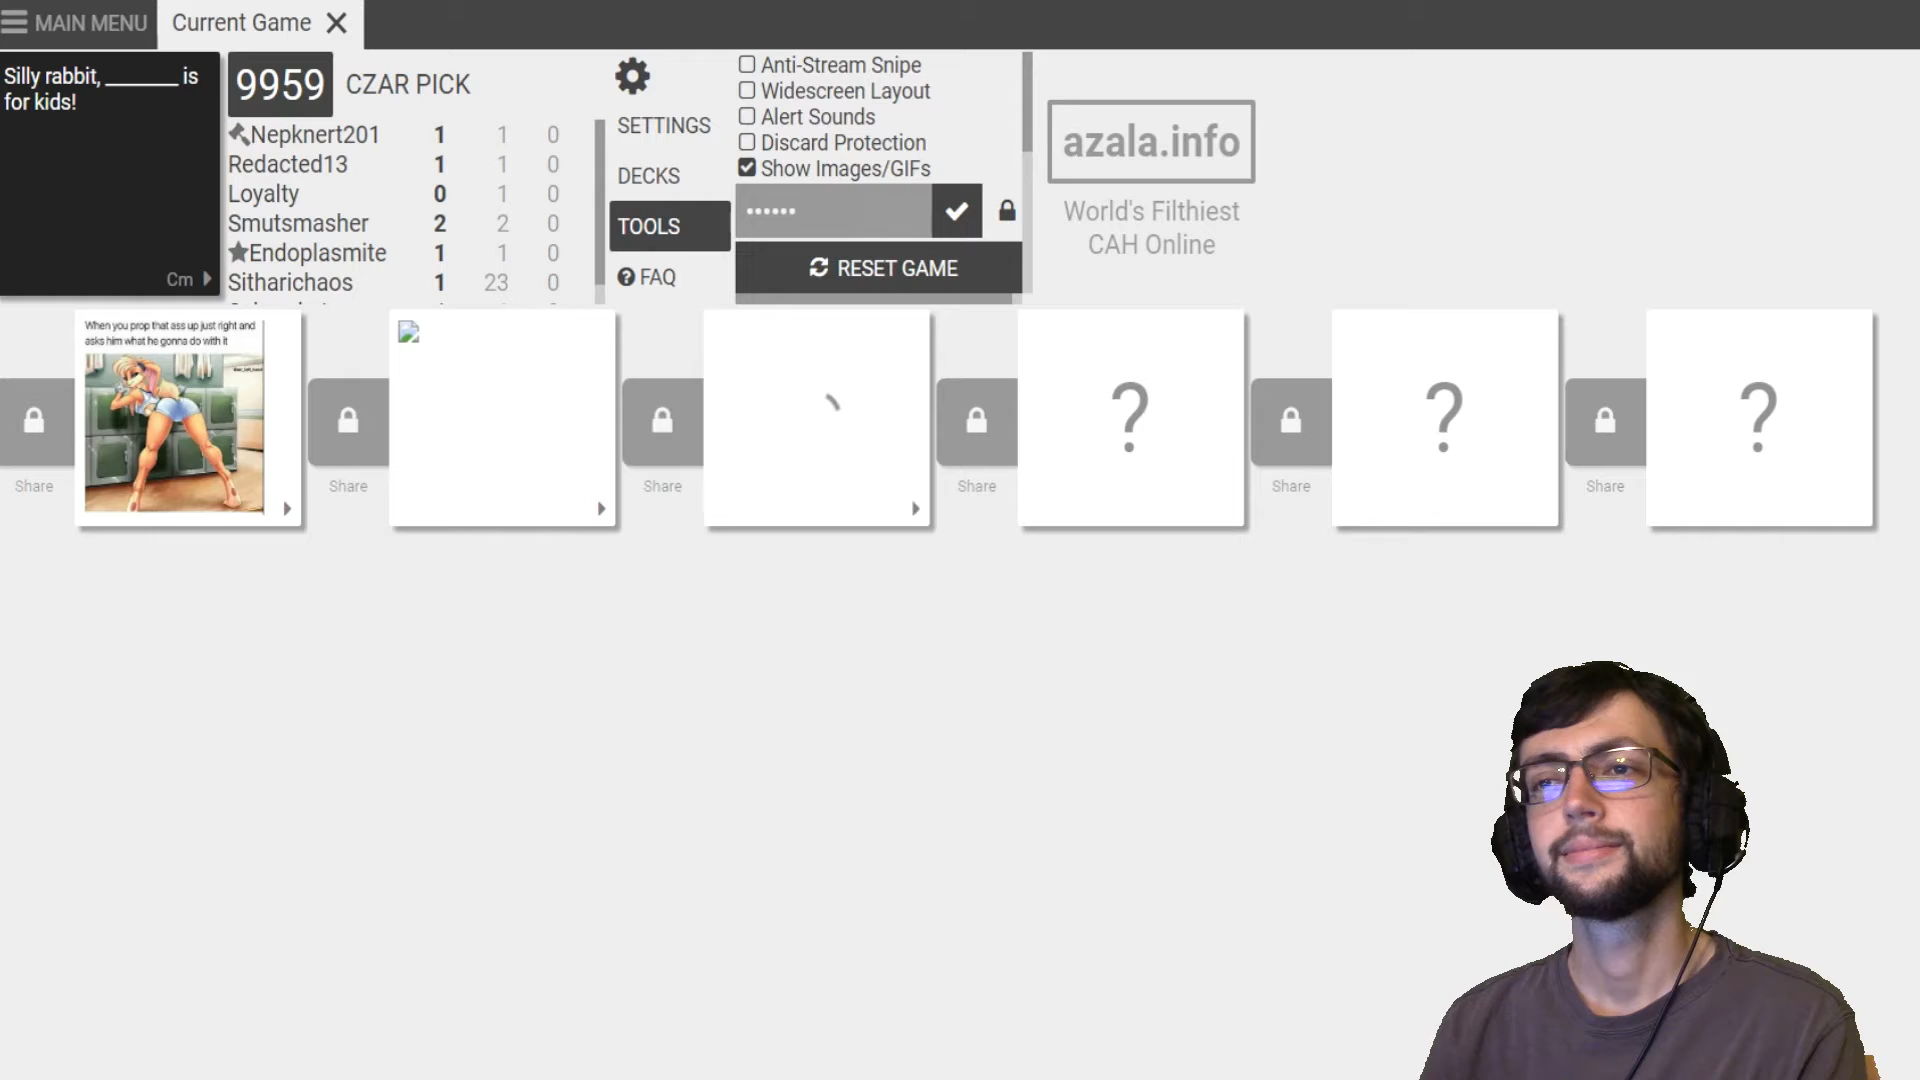 MAIN MENU
Current Game
Silly rabbit, _______ is
for kids!
Cm
9959
CZAR PICK
Nepknert201 1 1 0
Redacted13 1 1 0
Loyalty 0 1 0
Smutsmasher 2 2 0
Endoplasmite 1 1 0
Sitharichaos 1 23 0
SETTINGS
DECKS
TOOLS
FAQ
Anti-Stream Snipe
Widescreen Layout
Alert Sounds
Discard Protection
Show Images/GIFs
••••••
RESET GAME
azala.info
World's Filthiest
CAH Online
When you prop that ass up just right and
asks him what he gonna do with it
Share
Share
Share
Share
Share
Share
?
?
?